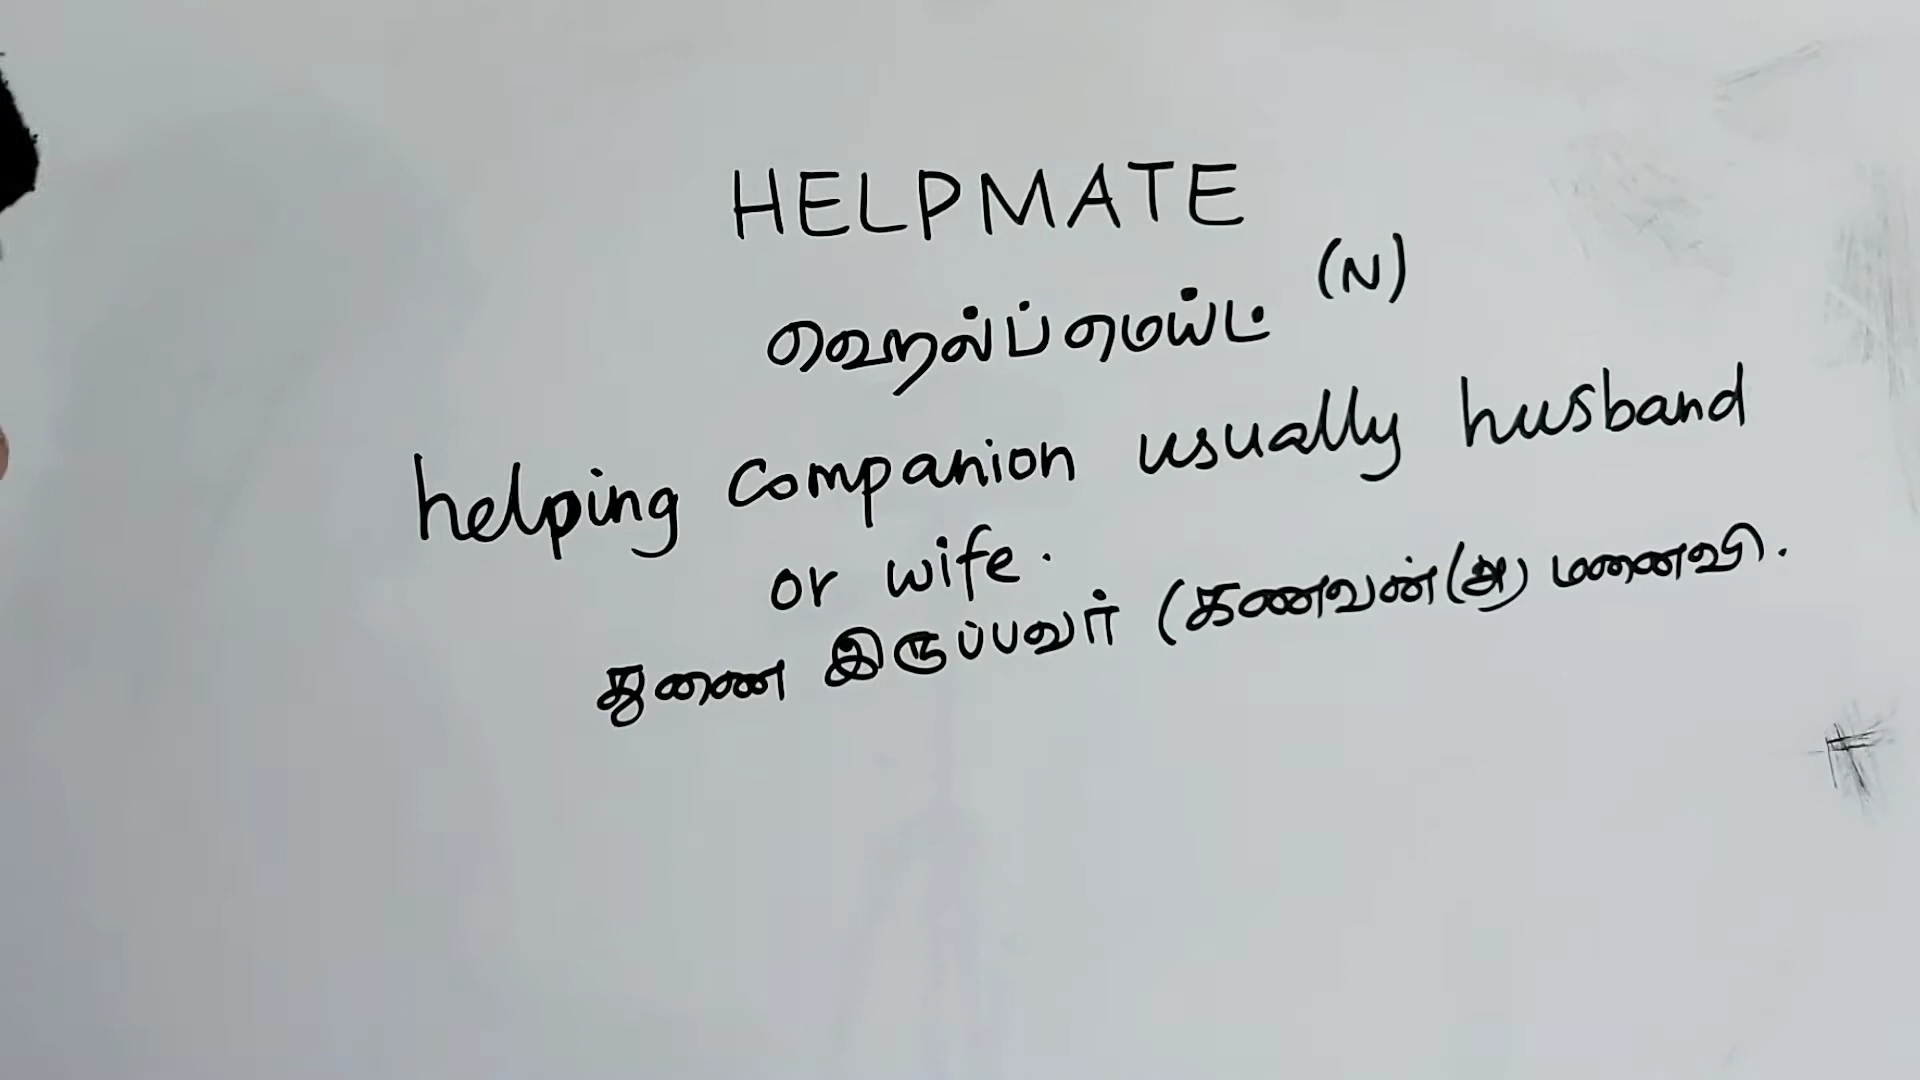 HELPMATE
ஹெல்ப்மெய்ட் (N)
helping companion usually husband
or wife.
துணை இருப்பவர் (கணவன்(அ) மனைவி.